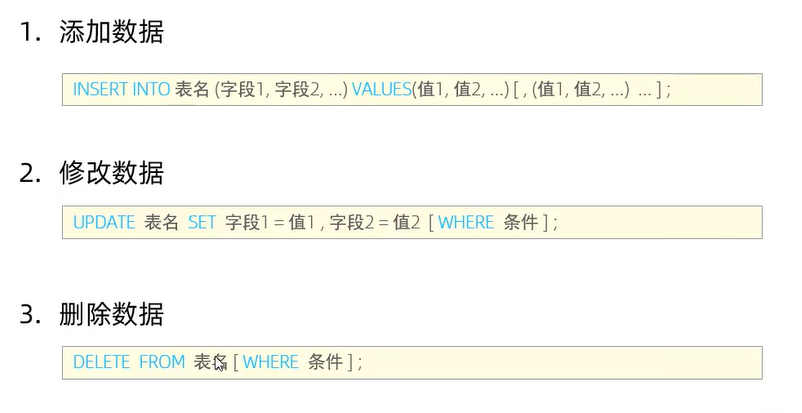 1. 添加数据
INSERT INTO 表名 (字段1, 字段2, ...) VALUES(值1, 值2, ...) [ , (值1, 值2, ...) ... ] ;
2. 修改数据
UPDATE 表名 SET 字段1 = 值1 , 字段2 = 值2 [ WHERE 条件 ] ;
3. 删除数据
DELETE FROM 表名 [ WHERE 条件 ] ;